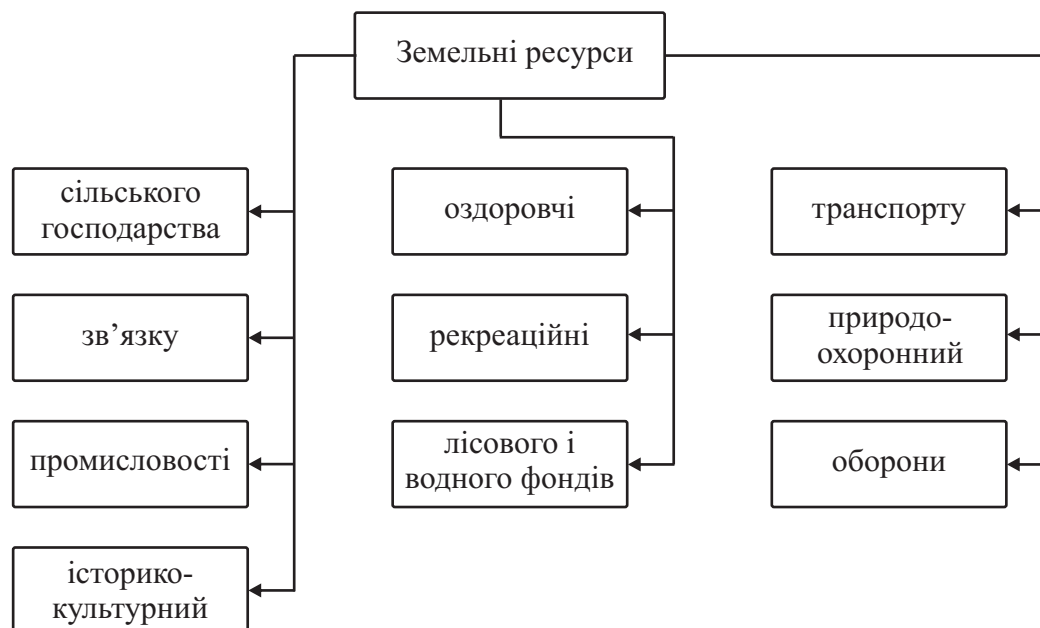 Земельні ресурси
сільського
господарства
оздоровчі
транспорту
зв’язку
рекреаційні
природо-
охоронний
промисловості
лісового і
водного фондів
оборони
історико-
культурний